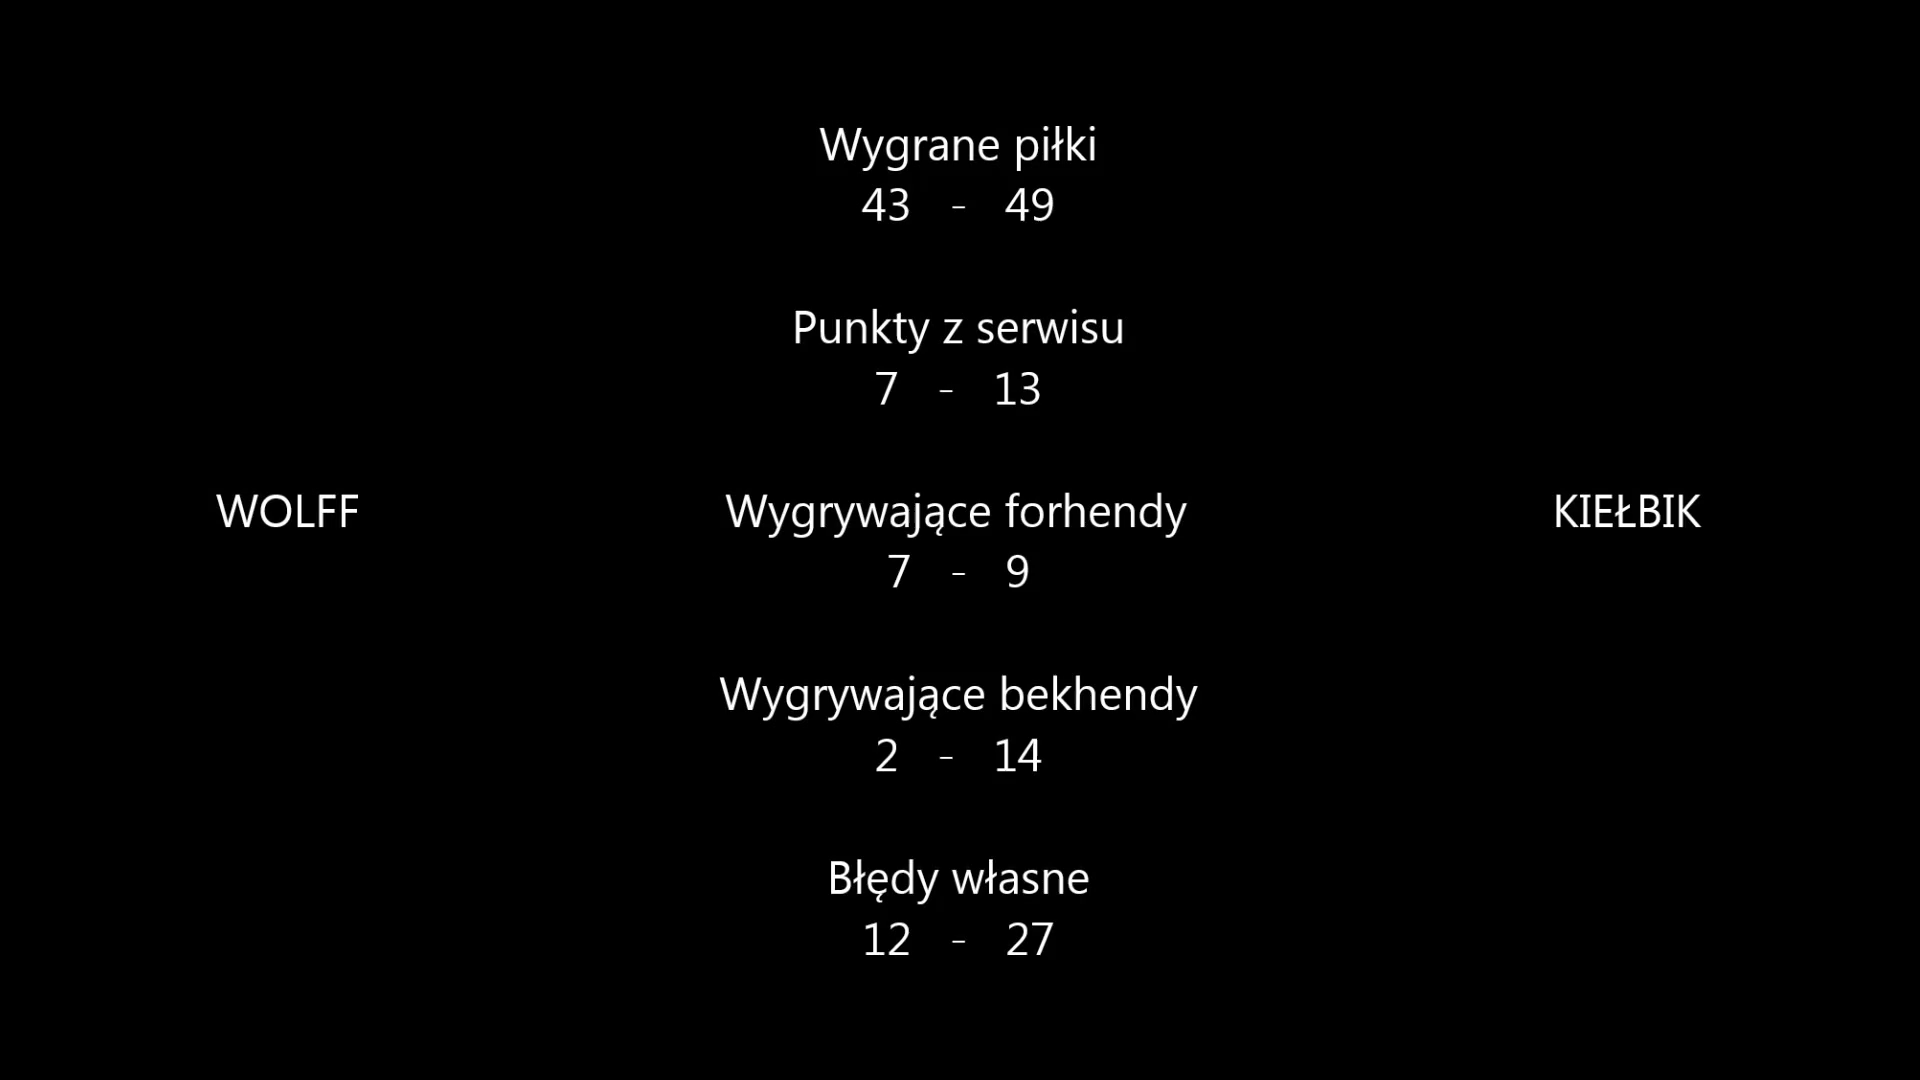 Wygrane piłki
43 - 49
Punkty z serwisu
7 - 13
WOLFF
Wygrywające forhendy
KIEŁBIK
7 - 9
Wygrywające bekhendy
2 - 14
Błędy własne
12 - 27